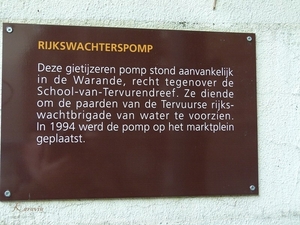 RIJKSWACHTERSPOMP
Deze gietijzeren pomp stond aanvankelijk
in de Warande, recht tegenover de
School-van-Tervurendreef. Ze diende
om de paarden van de Tervuurse rijks-
wachtbrigade van water te voorzien.
In 1994 werd de pomp op het marktplein
geplaatst.